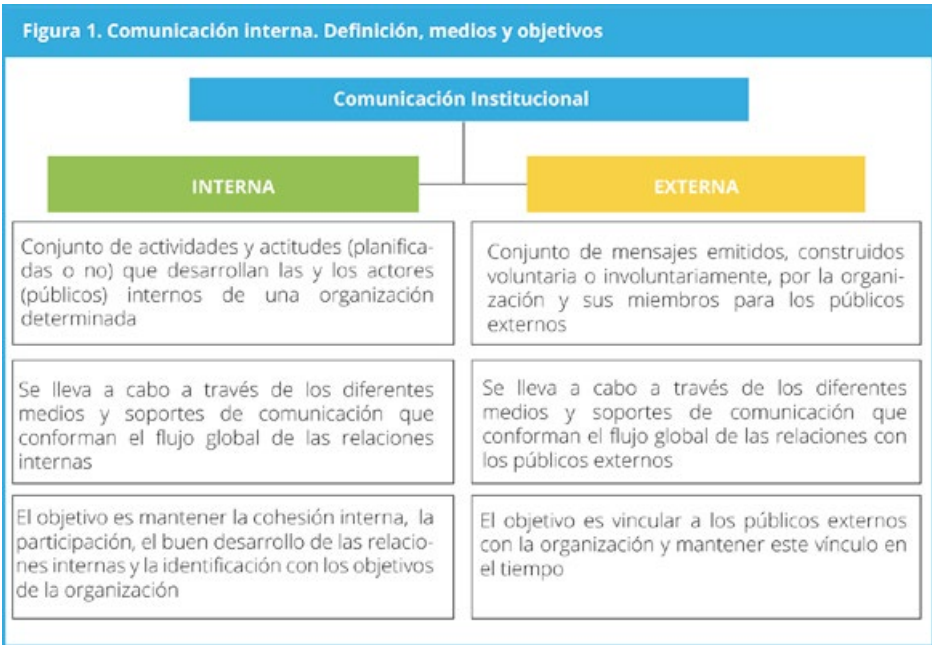 Figura 1. Comunicación interna. Definición, medios y objetivos
Comunicación Institucional
INTERNA
Conjunto de actividades y actitudes (planifica-
das o no) que desarrollan las y los actores
(públicos) internos de una organización
determinada
Se lleva a cabo a través de los diferentes
medios y soportes de comunicación que
conforman el flujo global de las relaciones
internas
El objetivo es mantener la cohesión interna, la
participación, el buen desarrollo de las relacio-
nes internas y la identificación con los objetivos
de la organización
EXTERNA
Conjunto de mensajes emitidos, construidos
voluntaria o involuntariamente, por la organi-
zación y sus miembros para los públicos
externos
Se lleva a cabo a través de los diferentes
medios y soportes de comunicación que
conforman el flujo global de las relaciones con
los públicos externos
El objetivo es vincular a los públicos externos
con la organización y mantener este vínculo en
el tiempo